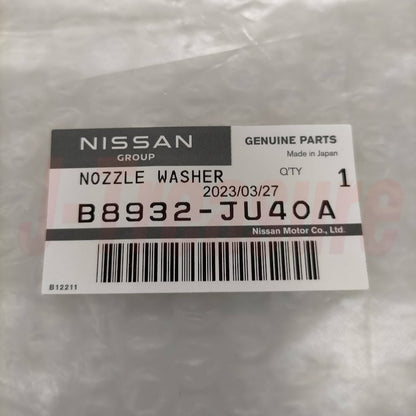 NISSAN
GROUP
GENUINE PARTS
Made in Japan
NOZZLE WASHER
Q'TY 1
2023/03/27
B8932-JU40A
Nissan Motor Co., Ltd.
B12211